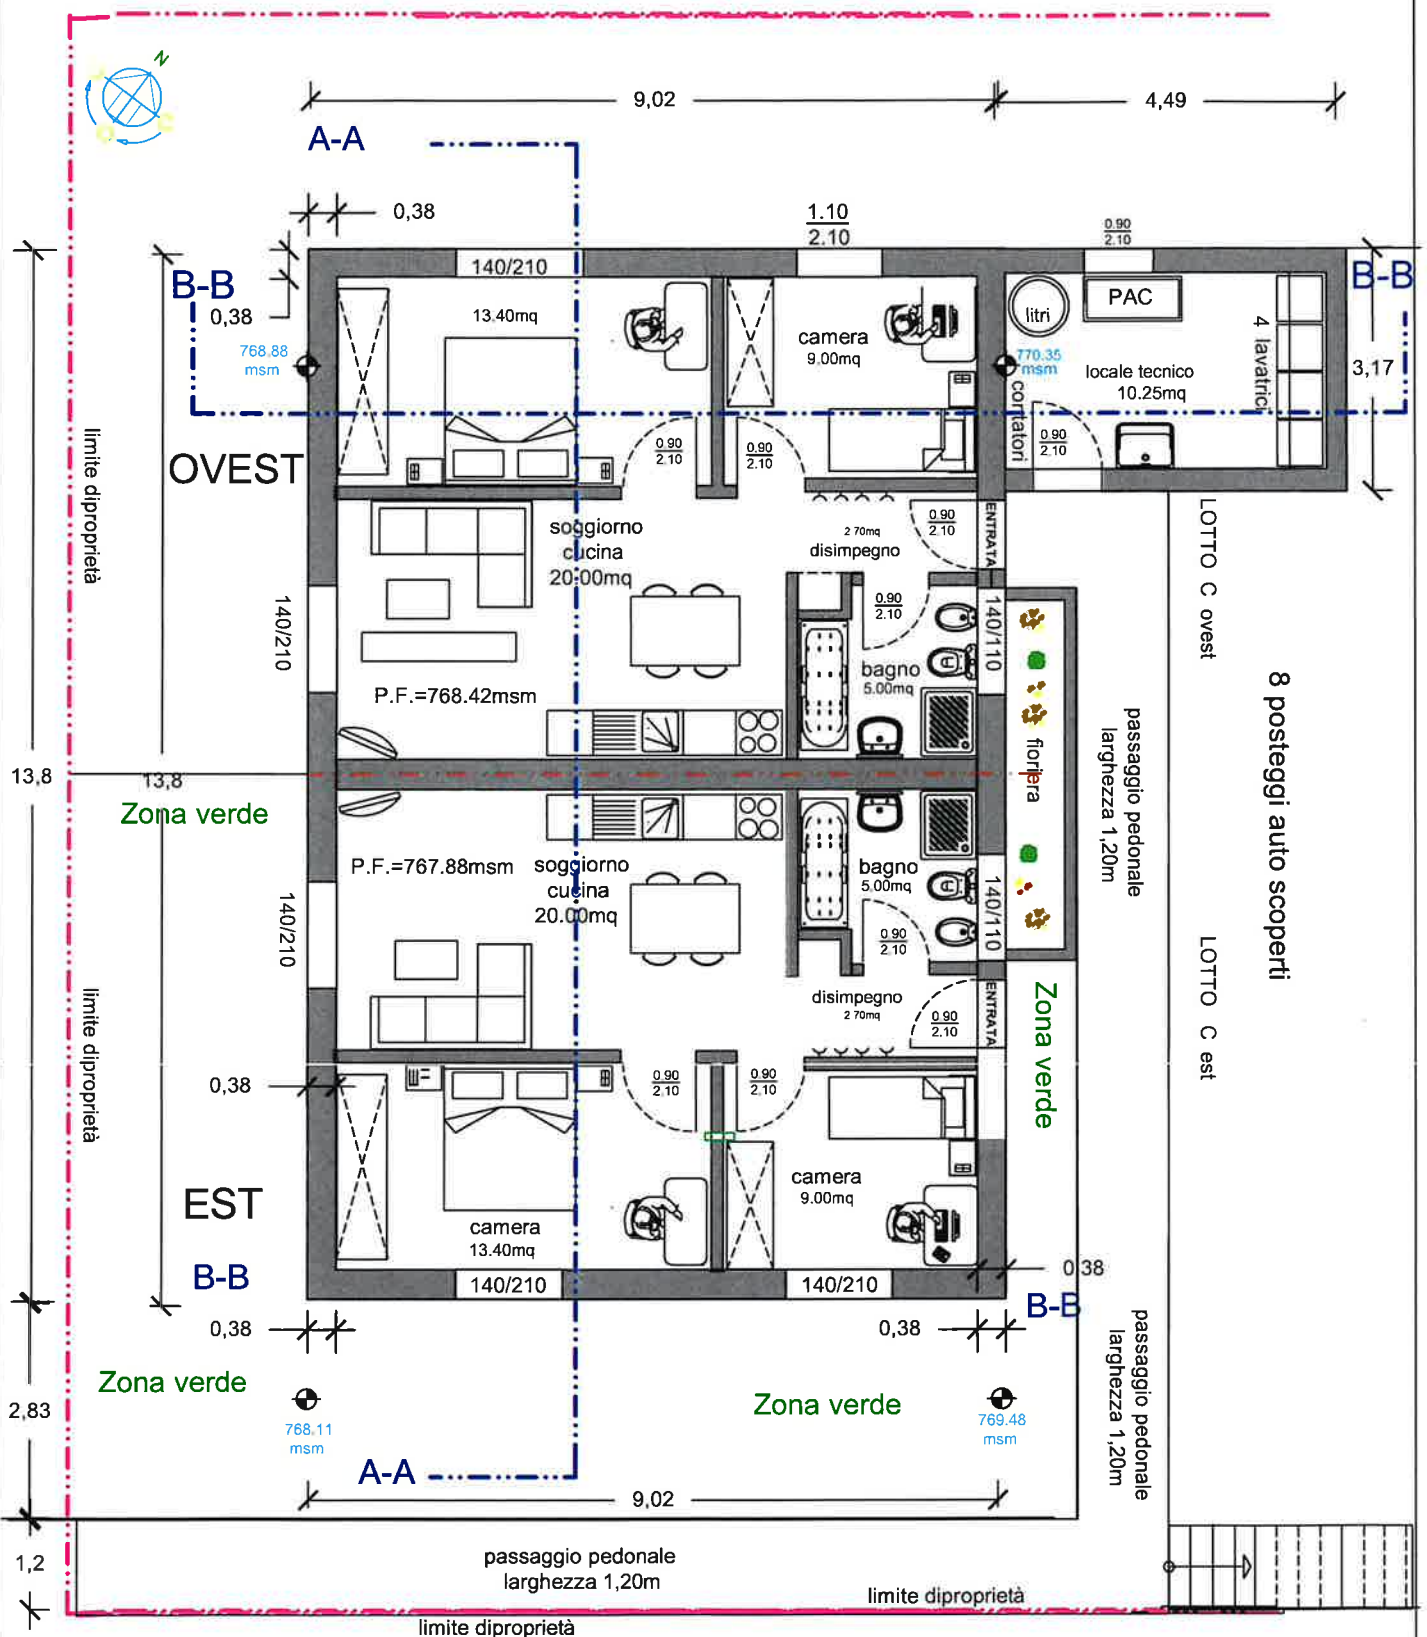 N
9,02
4,49
A-A
0,38
1.10
2.10
0.90
2.10
B-B
140/210
B-B
0,38
13.40mq
camera
9.00mq
litri
PAC
4 lavatrici
768.88
msm
770.35
msm
locale tecnico
10.25mq
3,17
contatori
0.90
2.10
0.90
2.10
0.90
2.10
limite diproprietà
OVEST
soggiorno
cucina
20.00mq
2 70mq
disimpegno
0.90
2.10
ENTRATA
LOTTO C ovest
140/210
0.90
2.10
140/110
bagno
5.00mq
P.F.=768.42msm
fioriera
passaggio pedonale
larghezza 1,20m
8 posteggi auto scoperti
13,8
13,8
Zona verde
P.F.=767.88msm
soggiorno
cucina
20.00mq
bagno
5.00mq
140/210
140/110
0.90
2.10
LOTTO C est
limite diproprietà
disimpegno
2 70mq
0.90
2.10
ENTRATA
Zona verde
0,38
0.90
2.10
0.90
2.10
EST
camera
13.40mq
camera
9.00mq
B-B
140/210
140/210
0,38
B-B
0,38
0,38
passaggio pedonale
larghezza 1,20m
Zona verde
Zona verde
2,83
768.11
msm
769.48
msm
A-A
9,02
1,2
passaggio pedonale
larghezza 1,20m
limite diproprietà
limite diproprietà